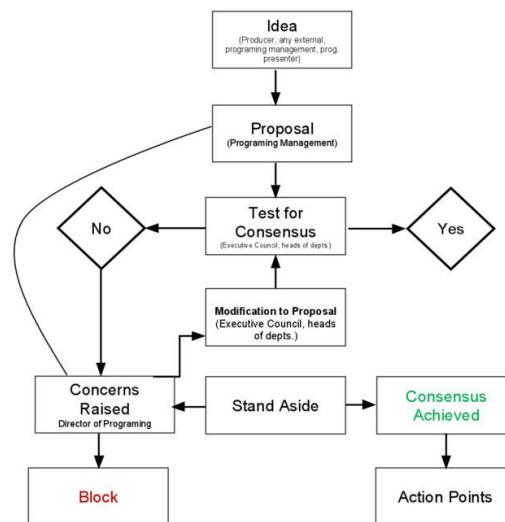 Idea
(Producer, any external,
programing management, prog.
presenter)
Proposal
(Programing Management)
No
Test for
Consensus
(Executive Council, heads of depts.)
Yes
Modification to Proposal
(Executive Council, heads
of depts.)
Concerns
Raised
Director of Programing
Stand Aside
Consensus
Achieved
Block
Action Points